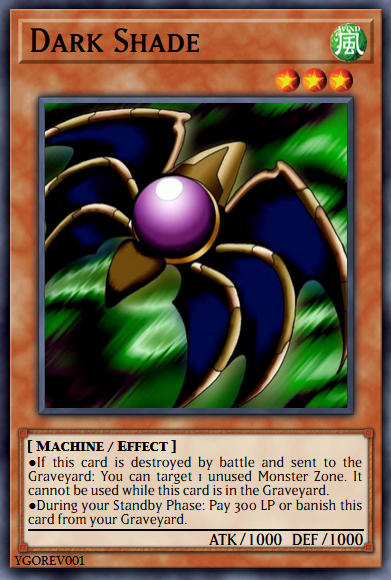 DARK SHADE
WIND
風
[ MACHINE / EFFECT ]
●If this card is destroyed by battle and sent to the
Graveyard: You can target 1 unused Monster Zone. It
cannot be used while this card is in the Graveyard.
●During your Standby Phase: Pay 300 LP or banish this
card from your Graveyard.
ATK / 1000 DEF / 1000
YGOREV001